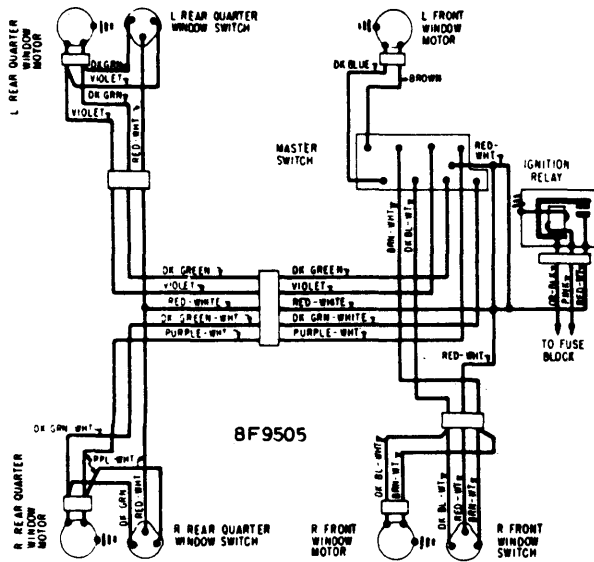 L REAR QUARTER
WINDOW
MOTOR
L REAR QUARTER
WINDOW SWITCH
L FRONT
WINDOW
MOTOR
DK GRN
VIOLET
DK GRN
VIOLET
RED-WHT
DK BLUE
BROWN
MASTER
SWITCH
RED-
WHT
IGNITION
RELAY
BRN-WHT
DK BL-WT
DK GREEN
DK GREEN
VIOLET
VIOLET
RED-WHITE
RED-WHITE
DK GREEN-WHT
DK GRN-WHITE
PURPLE-WHT
PURPLE-WHT
OR-BLK
PINK
RED-WT
TO FUSE
BLOCK
RED-WHT
8F9505
DK GRN WHT
PPL-WHT
DK GRN
RED-WHT
DK BL-WHT
BRN-WT
DK BL-WT
RED-WT
BRN-WT
R REAR QUARTER
WINDOW
MOTOR
R REAR QUARTER
WINDOW SWITCH
R FRONT
WINDOW
MOTOR
R FRONT
WINDOW
SWITCH